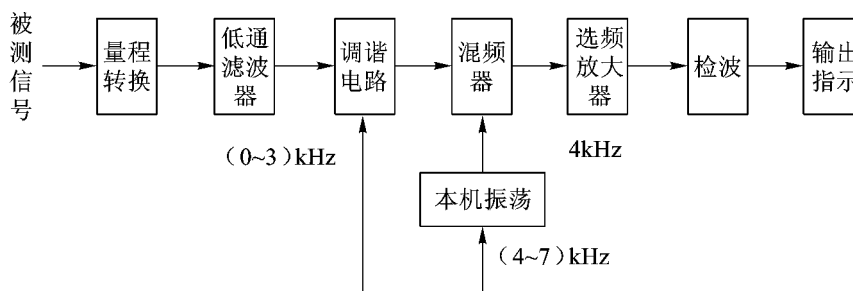 被测信号
量程
转换
低通
滤波
器
调谐
电路
混频
器
选频
放大
器
检波
输出
指示
（0~3）kHz
4kHz
本机振荡
（4~7）kHz